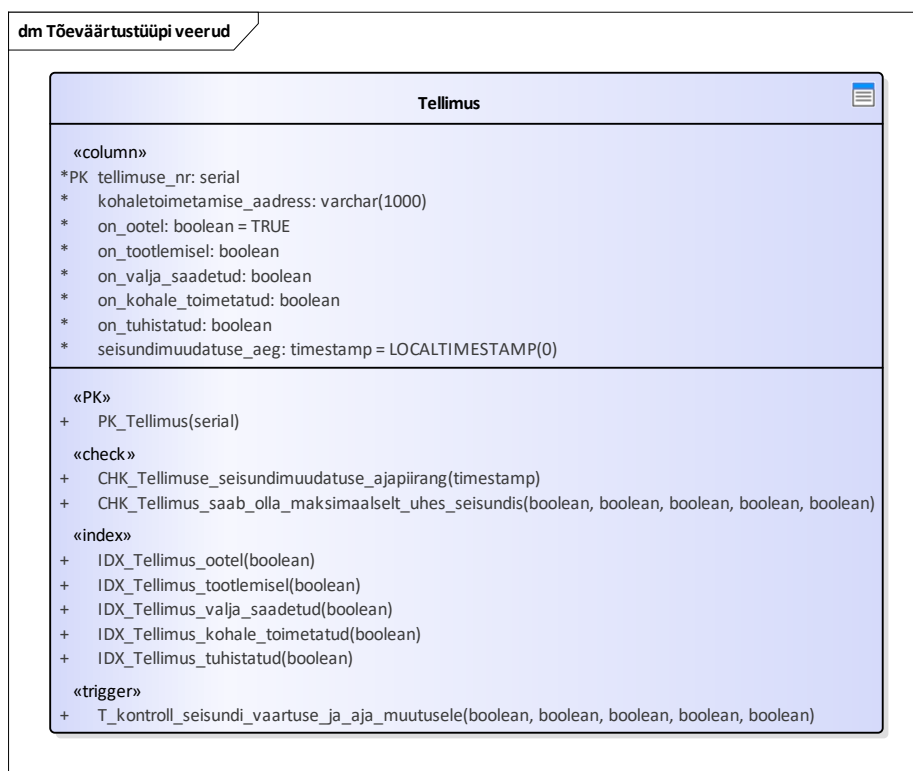 dm Tõeväärtustüüpi veerud
Tellimus
«column»
*PK tellimuse_nr: serial
* kohaletoimetamise_aadress: varchar(1000)
* on_ootel: boolean = TRUE
* on_tootlemisel: boolean
* on_valja_saadetud: boolean
* on_kohale_toimetatud: boolean
* on_tuhistatud: boolean
* seisundimuudatuse_aeg: timestamp = LOCALTIMESTAMP(0)
«PK»
+ PK_Tellimus(serial)
«check»
+ CHK_Tellimuse_seisundimuudatuse_ajapiirang(timestamp)
+ CHK_Tellimus_saab_olla_maksimaalselt_uhes_seisundis(boolean, boolean, boolean, boolean, boolean)
«index»
+ IDX_Tellimus_ootel(boolean)
+ IDX_Tellimus_tootlemisel(boolean)
+ IDX_Tellimus_valja_saadetud(boolean)
+ IDX_Tellimus_kohale_toimetatud(boolean)
+ IDX_Tellimus_tuhistatud(boolean)
«trigger»
+ T_kontroll_seisundi_vaartuse_ja_aja_muutusele(boolean, boolean, boolean, boolean, boolean)